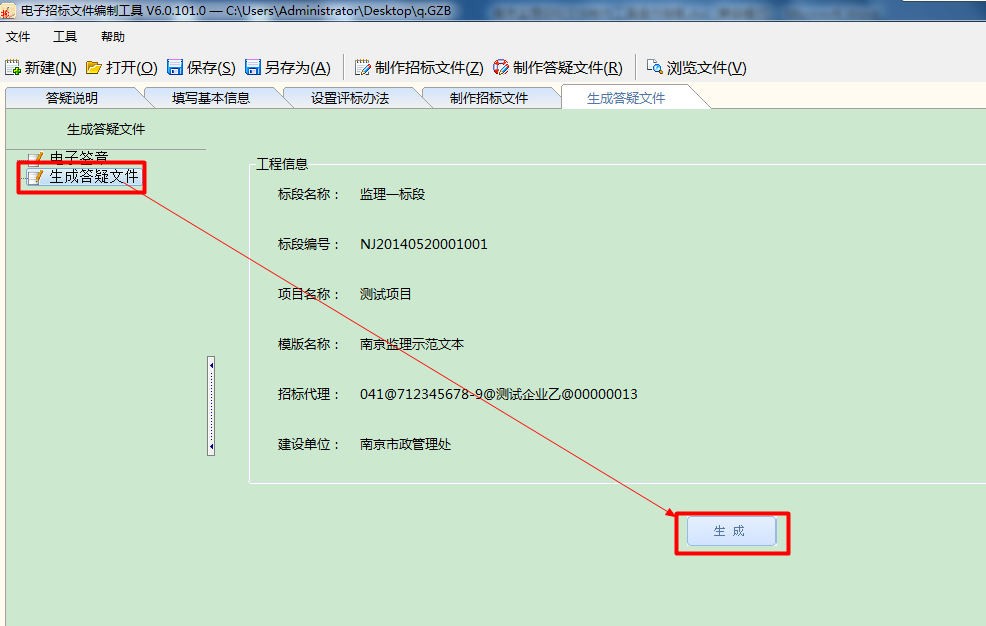 电子招标文件编制工具 V6.0.101.0 — C:\Users\Administrator\Desktop\q.GZB
文件 工具 帮助
新建(N) 打开(O) 保存(S) 另存为(A) 制作招标文件(Z) 制作答疑文件(R) 浏览文件(V)
答疑说明 填写基本信息 设置评标办法 制作招标文件 生成答疑文件
生成答疑文件
电子签章
生成答疑文件
工程信息
标段名称： 监理一标段
标段编号： NJ20140520001001
项目名称： 测试项目
模版名称： 南京监理示范文本
招标代理： 041@712345678-9@测试企业乙@00000013
建设单位： 南京市政管理处
生 成